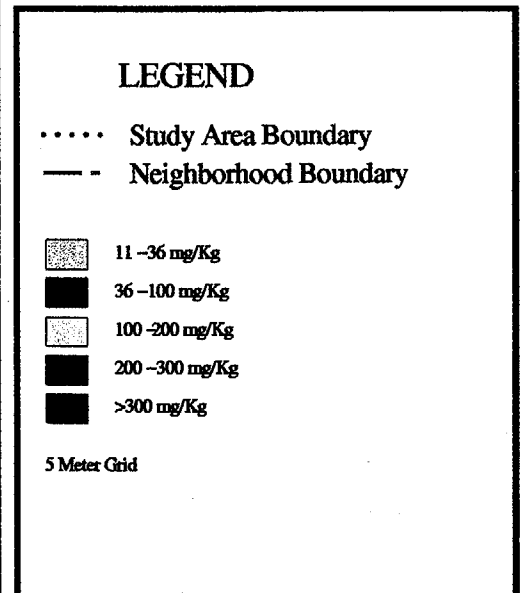 LEGEND
Study Area Boundary
Neighborhood Boundary
11 -36 mg/Kg
36 -100 mg/Kg
100 -200 mg/Kg
200 -300 mg/Kg
>300 mg/Kg
5 Meter Grid